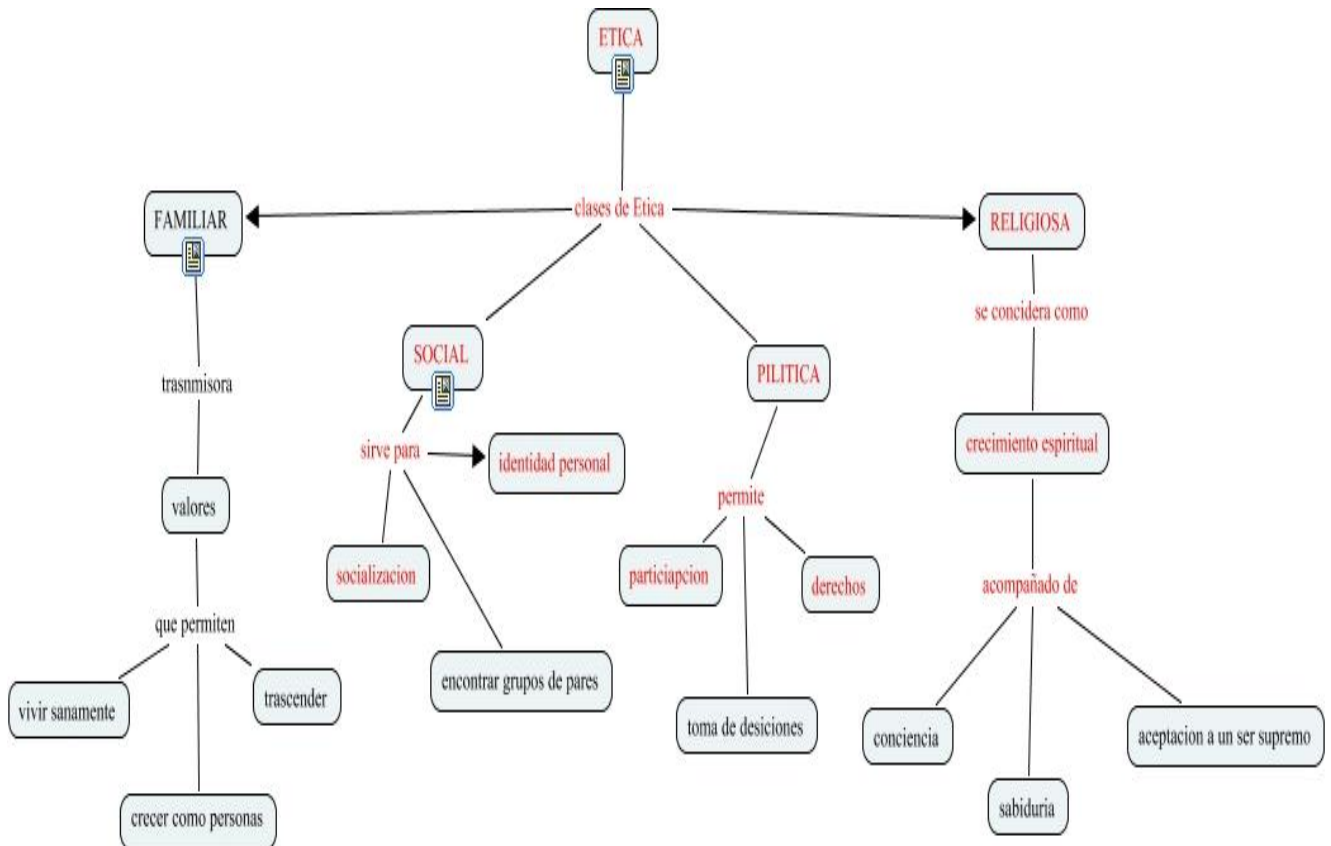 ETICA
clases de Etica
FAMILIAR
RELIGIOSA
se concidera como
SOCIAL
PILITICA
trasnmisora
crecimiento espiritual
sirve para
identidad personal
valores
permite
socializacion
particiapcion
derechos
acompañado de
que permiten
encontrar grupos de pares
trascender
vivir sanamente
toma de desiciones
conciencia
aceptacion a un ser supremo
crecer como personas
sabiduria